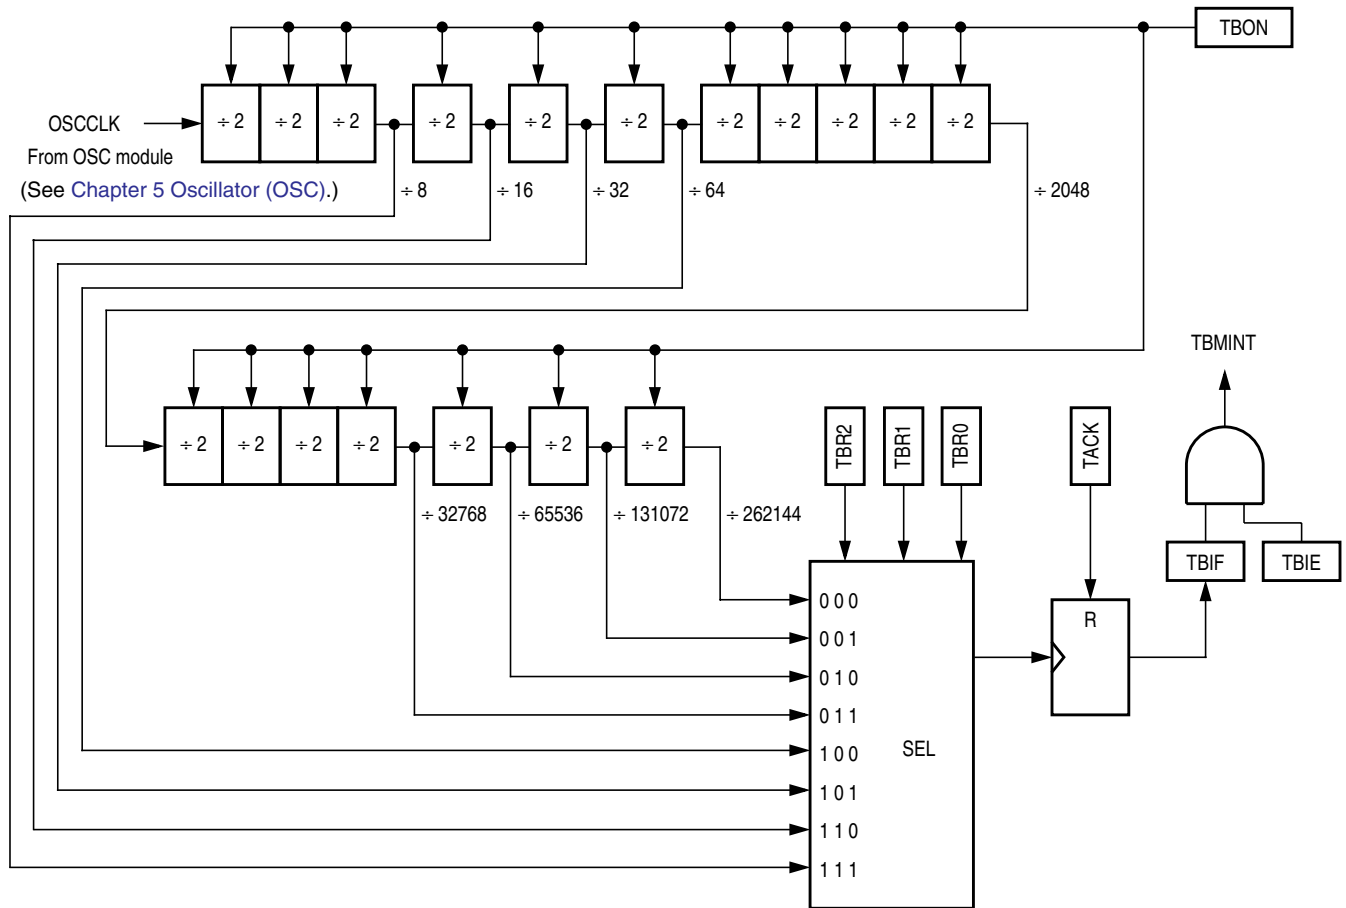 TBON
÷ 2 ÷ 2 ÷ 2 ÷ 2 ÷ 2 ÷ 2 ÷ 2 ÷ 2 ÷ 2 ÷ 2 ÷ 2
OSCCLK
From OSC module
(See Chapter 5 Oscillator (OSC).)
÷ 8 ÷ 16 ÷ 32 ÷ 64 ÷ 2048
TBMINT
÷ 2 ÷ 2 ÷ 2 ÷ 2 ÷ 2 ÷ 2 ÷ 2
TBR2 TBR1 TBR0 TACK
÷ 32768 ÷ 65536 ÷ 131072 ÷ 262144
TBIF TBIE
0 0 0
R
0 0 1
0 1 0
0 1 1
SEL
1 0 0
1 0 1
1 1 0
1 1 1